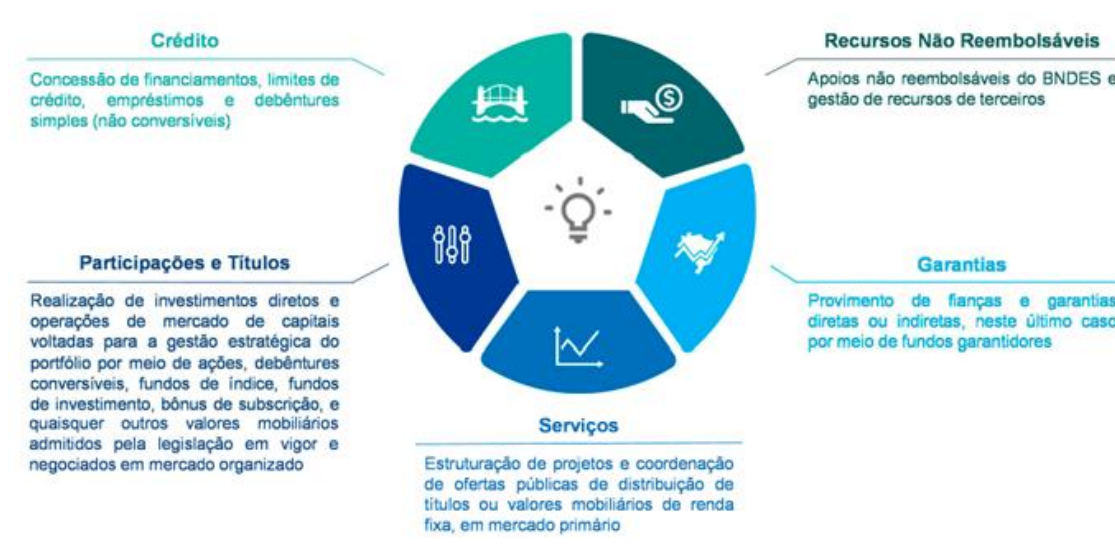 Crédito
Concessão de financiamentos, limites de
crédito, empréstimos e debêntures
simples (não conversíveis)
Recursos Não Reembolsáveis
Apoios não reembolsáveis do BNDES e
gestão de recursos de terceiros
Participações e Títulos
Realização de investimentos diretos e
operações de mercado de capitais
voltadas para a gestão estratégica do
portfólio por meio de ações, debêntures
conversíveis, fundos de índice, fundos
de investimento, bônus de subscrição, e
quaisquer outros valores mobiliários
admitidos pela legislação em vigor e
negociados em mercado organizado
Garantias
Provimento de fianças e garantias
diretas ou indiretas, neste último caso
por meio de fundos garantidores
Serviços
Estruturação de projetos e coordenação
de ofertas públicas de distribuição de
títulos ou valores mobiliários de renda
fixa, em mercado primário